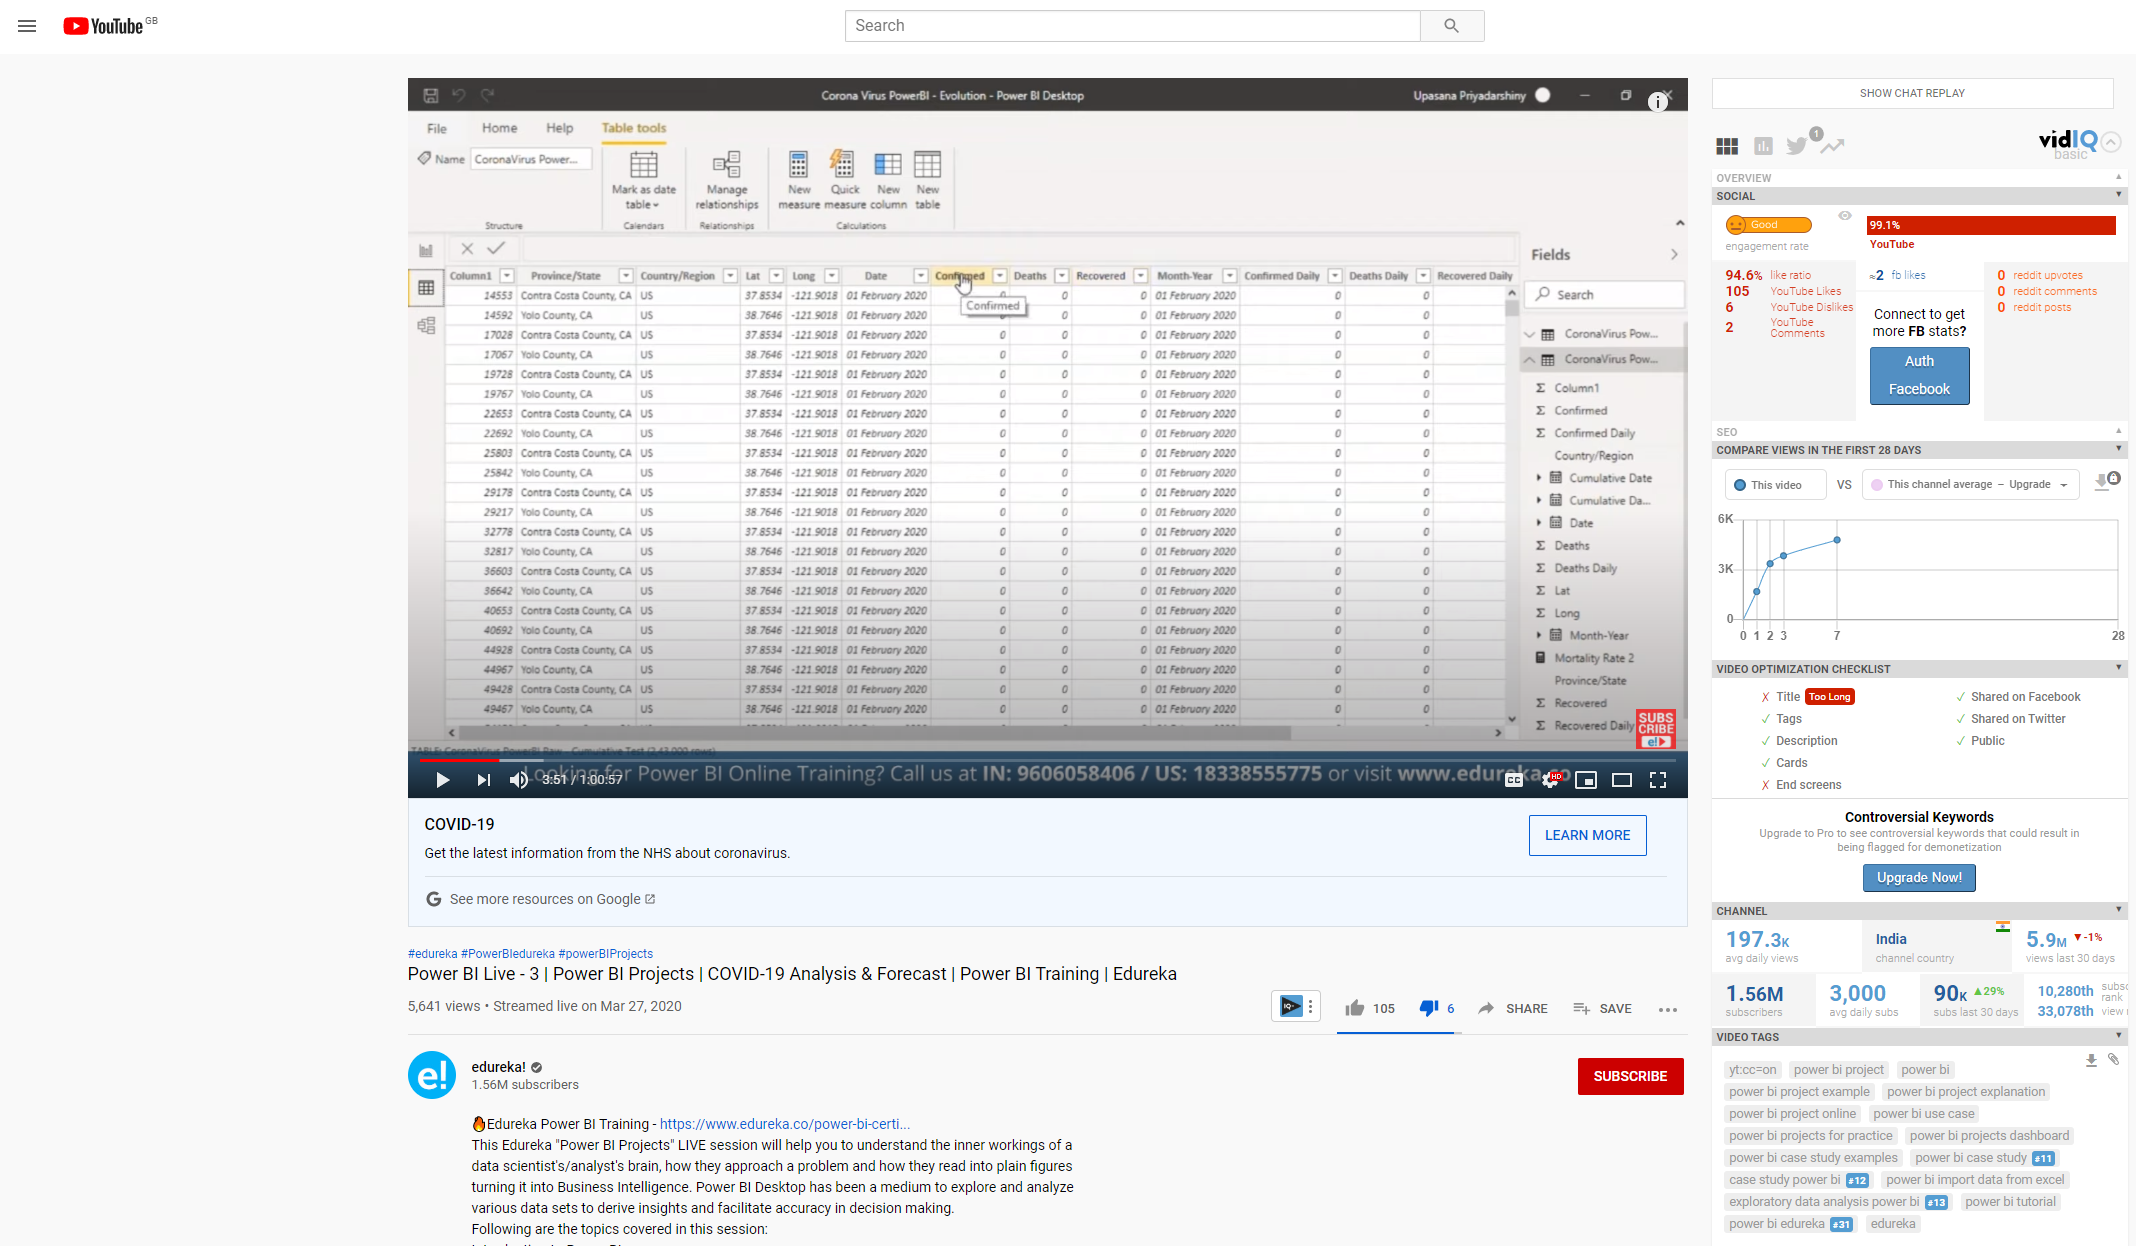 YouTube GB
Search
Corona Virus PowerBI - Evolution - Power BI Desktop
Upasana Priyadarshiny
File Home Help Table tools
Name CoronaVirus Power...
Mark as date table
Manage relationships
New measure
Quick measure
New column
New table
Structure Calendars Relationships Calculations
Column1 Province/State Country/Region Lat Long Date Confirmed Deaths Recovered Month-Year Confirmed Daily Deaths Daily Recovered Daily
14553 Contra Costa County, CA US 37.8534 -121.9018 01 February 2020 0 0 0 01 February 2020 0 0
Confirmed
14592 Yolo County, CA US 38.7646 -121.9018 01 February 2020 0 0 01 February 2020 0 0
17028 Contra Costa County, CA US 37.8534 -121.9018 01 February 2020 0 0 0 01 February 2020 0 0
17067 Yolo County, CA US 38.7646 -121.9018 01 February 2020 0 0 0 01 February 2020 0 0
19728 Contra Costa County, CA US 37.8534 -121.9018 01 February 2020 0 0 0 01 February 2020 0 0
19767 Yolo County, CA US 38.7646 -121.9018 01 February 2020 0 0 0 01 February 2020 0 0
22653 Contra Costa County, CA US 37.8534 -121.9018 01 February 2020 0 0 0 01 February 2020 0 0
22692 Yolo County, CA US 38.7646 -121.9018 01 February 2020 0 0 0 01 February 2020 0 0
25803 Contra Costa County, CA US 37.8534 -121.9018 01 February 2020 0 0 0 01 February 2020 0 0
25842 Yolo County, CA US 38.7646 -121.9018 01 February 2020 0 0 0 01 February 2020 0 0
29178 Contra Costa County, CA US 37.8534 -121.9018 01 February 2020 0 0 0 01 February 2020 0 0
29217 Yolo County, CA US 38.7646 -121.9018 01 February 2020 0 0 0 01 February 2020 0 0
32778 Contra Costa County, CA US 37.8534 -121.9018 01 February 2020 0 0 0 01 February 2020 0 0
32817 Yolo County, CA US 38.7646 -121.9018 01 February 2020 0 0 0 01 February 2020 0 0
36603 Contra Costa County, CA US 37.8534 -121.9018 01 February 2020 0 0 0 01 February 2020 0 0
36642 Yolo County, CA US 38.7646 -121.9018 01 February 2020 0 0 0 01 February 2020 0 0
40653 Contra Costa County, CA US 37.8534 -121.9018 01 February 2020 0 0 0 01 February 2020 0 0
40692 Yolo County, CA US 38.7646 -121.9018 01 February 2020 0 0 0 01 February 2020 0 0
44928 Contra Costa County, CA US 37.8534 -121.9018 01 February 2020 0 0 0 01 February 2020 0 0
44967 Yolo County, CA US 38.7646 -121.9018 01 February 2020 0 0 0 01 February 2020 0 0
49428 Contra Costa County, CA US 37.8534 -121.9018 01 February 2020 0 0 0 01 February 2020 0 0
49467 Yolo County, CA US 38.7646 -121.9018 01 February 2020 0 0 0 01 February 2020 0 0
TABLE: CoronaVirus PowerBI Raw - Cumulative Test (2,43,000 rows)
Fields
Search
CoronaVirus Pow...
CoronaVirus Pow...
Column1
Confirmed
Confirmed Daily
Country/Region
Cumulative Date
Cumulative Da...
Date
Deaths
Deaths Daily
Lat
Long
Month-Year
Mortality Rate 2
Province/State
Recovered
Recovered Daily
SUBS
CRIBE
e!
Looking for Power BI Online Training? Call us at IN: 9606058406 / US: 18338555775 or visit www.edureka.co
3:51 / 1:00:57
CC HD
COVID-19
Get the latest information from the NHS about coronavirus.
LEARN MORE
See more resources on Google
#edureka #PowerBIedureka #powerBIProjects
Power BI Live - 3 | Power BI Projects | COVID-19 Analysis & Forecast | Power BI Training | Edureka
5,641 views • Streamed live on Mar 27, 2020
IQ 105 6 SHARE SAVE
e!
edureka!
1.56M subscribers
SUBSCRIBE
🔥Edureka Power BI Training - https://www.edureka.co/power-bi-certi...
This Edureka "Power BI Projects" LIVE session will help you to understand the inner workings of a
data scientist's/analyst's brain, how they approach a problem and how they read into plain figures
turning it into Business Intelligence. Power BI Desktop has been a medium to explore and analyze
various data sets to derive insights and facilitate accuracy in decision making.
Following are the topics covered in this session:
SHOW CHAT REPLAY
1
vidIQ
basic
OVERVIEW
SOCIAL
Good
engagement rate
99.1%
YouTube
94.6% like ratio
105 YouTube Likes
6 YouTube Dislikes
2 YouTube Comments
≈2 fb likes
Connect to get
more FB stats?
Auth
Facebook
0 reddit upvotes
0 reddit comments
0 reddit posts
SEO
COMPARE VIEWS IN THE FIRST 28 DAYS
This video VS This channel average – Upgrade
6K
3K
0
0 1 2 3 7 28
VIDEO OPTIMIZATION CHECKLIST
✗ Title Too Long
✓ Tags
✓ Description
✓ Cards
✗ End screens
✓ Shared on Facebook
✓ Shared on Twitter
✓ Public
Controversial Keywords
Upgrade to Pro to see controversial keywords that could result in
being flagged for demonetization
Upgrade Now!
CHANNEL
197.3K
avg daily views
India
channel country
5.9M ▼-1%
views last 30 days
1.56M
subscribers
3,000
avg daily subs
90K ▲29%
subs last 30 days
10,280th subs rank
33,078th view
VIDEO TAGS
yt:cc=on power bi project power bi
power bi project example power bi project explanation
power bi project online power bi use case
power bi projects for practice power bi projects dashboard
power bi case study examples power bi case study #11
case study power bi #12 power bi import data from excel
exploratory data analysis power bi #13 power bi tutorial
power bi edureka #31 edureka